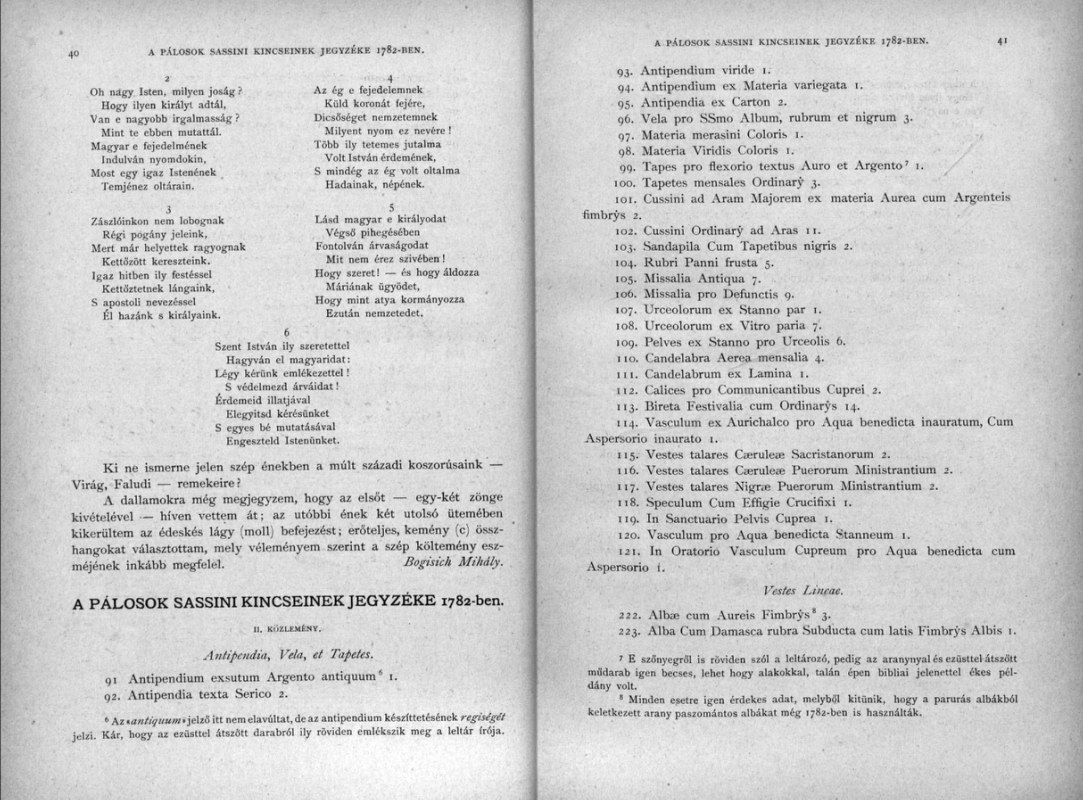 40
A PÁLOSOK SASSINI KINCSEINEK JEGYZÉKE 1782-BEN.
2
Oh nágy Isten, milyen joság?
Hogy ilyen királyt adtál,
Van e nagyobb irgalmasság?
Mint te ebben mutattál.
Magyar e fejedelmének
Indulván nyomdokin,
Most egy igaz Istenének
Temjénez oltárain.
3
Zászlóinkon nem lobognak
Régi pogány jeleink,
Mert már helyettek ragyognak
Kettőzött kereszteink.
Igaz hitben ily festéssel
Kettőztetnek lángaink,
S apostoli nevezéssel
Él hazánk s királyaink.
4
Az ég e fejedelemnek
Küld koronát fejére,
Dicsőséget nemzetemnek
Milyent nyom ez nevére!
Több ily tetemes jutalma
Volt István érdemének,
S mindég az ég volt oltalma
Hadainak, népének.
5
Lásd magyar e királyodat
Végső pihegésében
Fontolván árvaságodat
Mit nem érez szivében!
Hogy szeret! — és hogy áldozza
Máriának ügyödet,
Hogy mint atya kormányozza
Ezután nemzetedet.
6
Szent István ily szeretettel
Hagyván el magyaridat:
Légy kérünk emlékezettel!
S védelmezd árváidat!
Érdemeid illatjával
Elegyitsd kérésünket
S egyes bé mutatásával
Engeszteld Istenünket.
Ki ne ismerne jelen szép énekben a múlt századi koszorúsaink —
Virág, Faludi — remekeire?
A dallamokra még megjegyzem, hogy az elsőt — egy-két zönge
kivételével — híven vettem át; az utóbbi ének két utolsó ütemében
kikerültem az édeskés lágy (moll) befejezést; erőteljes, kemény (c) össz-
hangokat választottam, mely véleményem szerint a szép költemény esz-
méjének inkább megfelel. Bogisich Mihály.
A PÁLOSOK SASSINI KINCSEINEK JEGYZÉKE 1782-ben.
II. KÖZLEMÉNY.
Antipendia, Vela, et Tapetes.
91 Antipendium exsutum Argento antiquum⁶ 1.
92. Antipendia texta Serico 2.
⁶ Az »antiquum« jelző itt nem elavúltat, de az antipendium készíttetésének regiségét
jelzi. Kár, hogy az ezüsttel átszőtt darabról ily röviden emlékszik meg a leltár írója.
A PÁLOSOK SASSINI KINCSEINEK JEGYZÉKE 1782-BEN.
41
93. Antipendium viride 1.
94. Antipendium ex Materia variegata 1.
95. Antipendia ex Carton 2.
96. Vela pro SSmo Album, rubrum et nigrum 3.
97. Materia merasini Coloris 1.
98. Materia Viridis Coloris 1.
99. Tapes pro flexorio textus Auro et Argento⁷ 1.
100. Tapetes mensales Ordinarÿ 3.
101. Cussini ad Aram Majorem ex materia Aurea cum Argenteis
fimbrÿs 2.
102. Cussini Ordinarÿ ad Aras 11.
103. Sandapila Cum Tapetibus nigris 2.
104. Rubri Panni frusta 5.
105. Missalia Antiqua 7.
106. Missalia pro Defunctis 9.
107. Urceolorum ex Stanno par 1.
108. Urceolorum ex Vitro paria 7.
109. Pelves ex Stanno pro Urceolis 6.
110. Candelabra Aerea mensalia 4.
111. Candelabrum ex Lamina 1.
112. Calices pro Communicantibus Cuprei 2.
113. Bireta Festivalia cum Ordinarÿs 14.
114. Vasculum ex Aurichalco pro Aqua benedicta inauratum, Cum
Aspersorio inaurato 1.
115. Vestes talares Cæruleæ Sacristanorum 2.
116. Vestes talares Cæruleæ Puerorum Ministrantium 2.
117. Vestes talares Nigræ Puerorum Ministrantium 2.
118. Speculum Cum Effigie Crucifixi 1.
119. In Sanctuario Pelvis Cuprea 1.
120. Vasculum pro Aqua benedicta Stanneum 1.
121. In Oratorio Vasculum Cupreum pro Aqua benedicta cum
Aspersorio 1.
Vestes Lineae.
222. Albæ cum Aureis Fimbrÿs⁸ 3.
223. Alba Cum Damasca rubra Subducta cum latis Fimbrÿs Albis 1.
⁷ E szőnyegről is röviden szól a leltározó, pedig az aranynyal és ezüsttel átszőtt
műdarab igen becses, lehet hogy alakokkal, talán épen bibliai jelenettel ékes pél-
dány volt.
⁸ Minden esetre igen érdekes adat, melyből kitünik, hogy a parurás albákból
keletkezett arany paszomántos albákat még 1782-ben is használták.